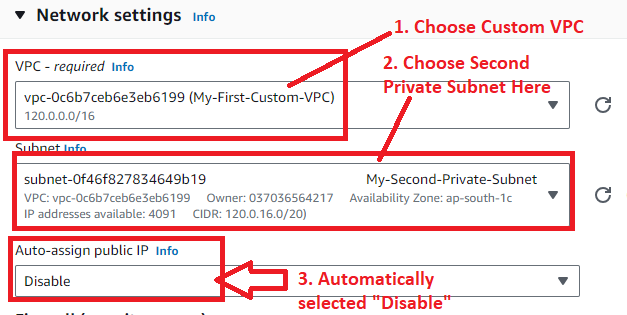 ▼ Network settings Info
1. Choose Custom VPC
2. Choose Second
Private Subnet Here
VPC - required Info
vpc-0c6b7ceb6e3eb6199 (My-First-Custom-VPC)
120.0.0.0/16
Subnet Info
subnet-0f46f827834649b19 My-Second-Private-Subnet
VPC: vpc-0c6b7ceb6e3eb6199 Owner: 037036564217 Availability Zone: ap-south-1c
IP addresses available: 4091 CIDR: 120.0.16.0/20)
Auto-assign public IP Info
Disable
3. Automatically
selected "Disable"